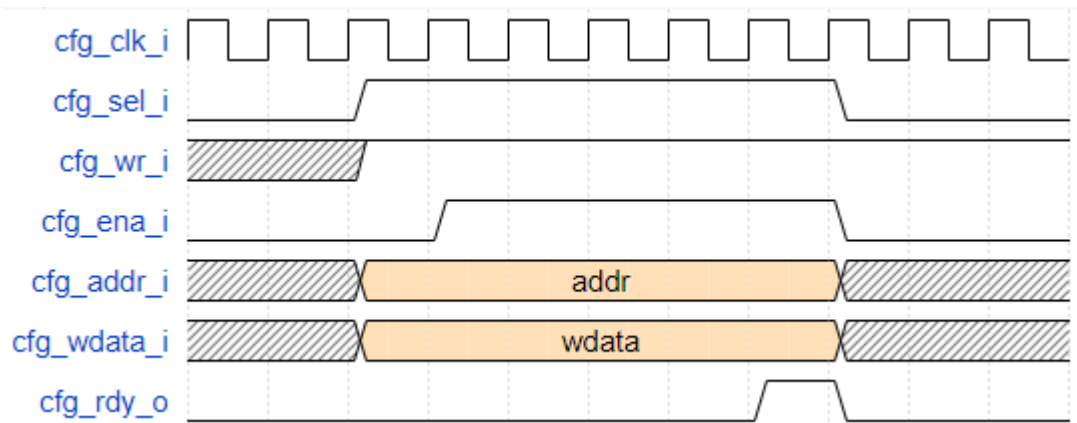 cfg_clk_i
cfg_sel_i
cfg_wr_i
cfg_ena_i
cfg_addr_i addr
cfg_wdata_i wdata
cfg_rdy_o